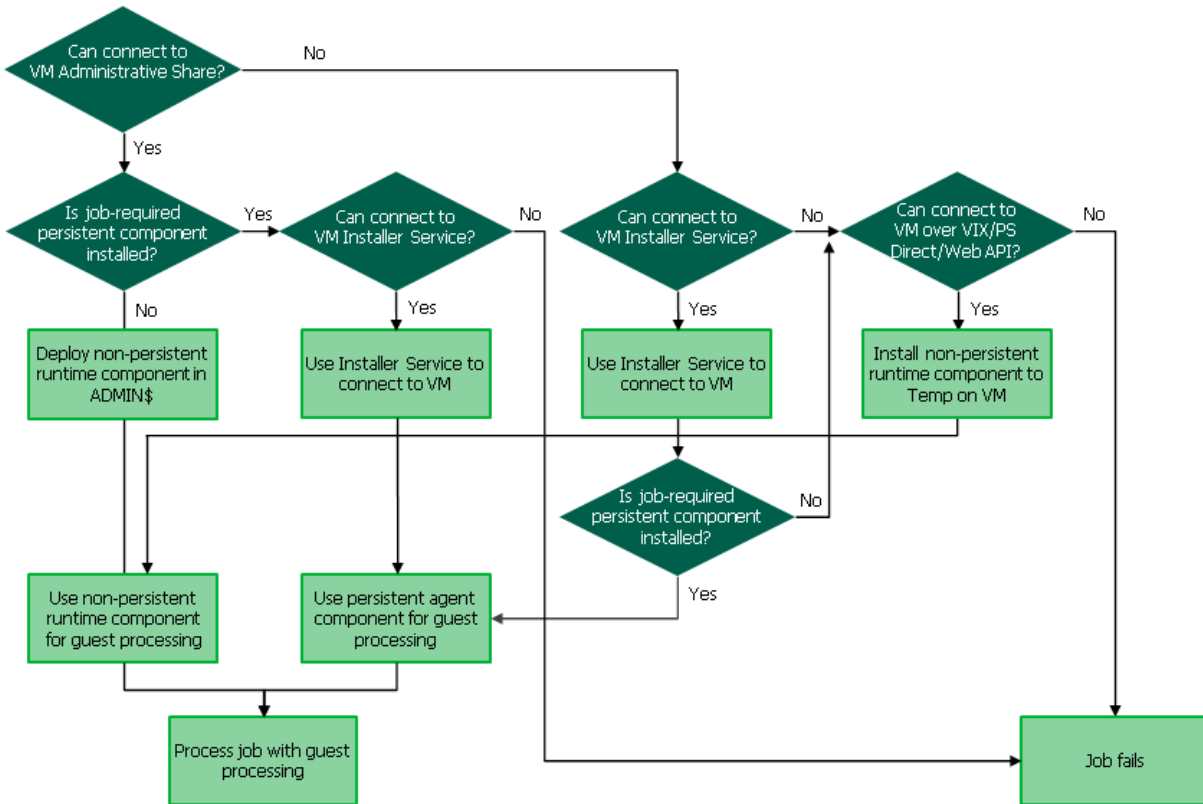 Can connect to
VM Administrative Share?
No
Yes
Is job-required
persistent component
installed?
Yes
Can connect to
VM Installer Service?
No
Can connect to
VM Installer Service?
No
Can connect to
VM over VIX/PS
Direct/Web API?
No
No
Yes
Yes
Yes
Deploy non-persistent
runtime component in
ADMIN$
Use Installer Service to
connect to VM
Use Installer Service to
connect to VM
Install non-persistent
runtime component to
Temp on VM
Is job-required
persistent component
installed?
No
Yes
Use non-persistent
runtime component
for guest processing
Use persistent agent
component for guest
processing
Process job with guest
processing
Job fails